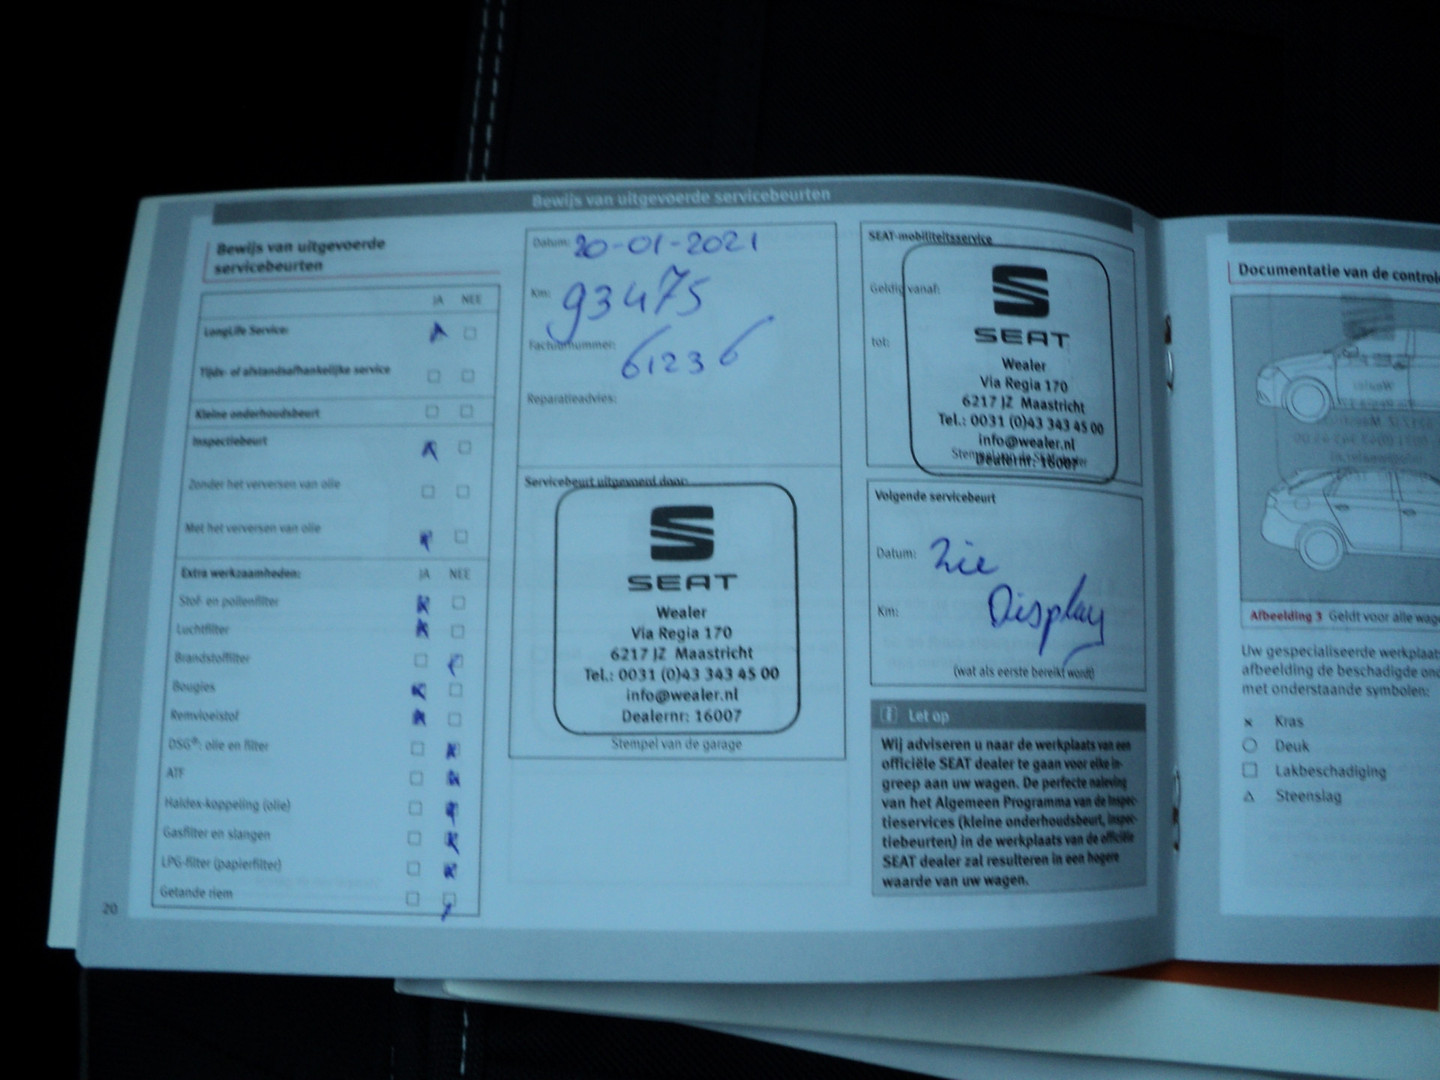 Bewijs van uitgevoerde servicebeurten
Bewijs van uitgevoerde
servicebeurten
JA NEE
LongLife Service:
Tijds- of afstandsafhankelijke service
Kleine onderhoudsbeurt
Inspectiebeurt
Zonder het verversen van olie
Met het verversen van olie
Extra werkzaamheden: JA NEE
Stof- en pollenfilter
Luchtfilter
Brandstoffilter
Bougies
Remvloeistof
DSG®: olie en filter
ATF
Haldex-koppeling (olie)
Gasfilter en slangen
LPG-filter (papierfilter)
Getande riem
20
Datum: 20-01-2021
Km: 93475
Factuurnummer: 61236
Reparatieadvies:
Servicebeurt uitgevoerd door:
SEAT
Wealer
Via Regia 170
6217 JZ Maastricht
Tel.: 0031 (0)43 343 45 00
info@wealer.nl
Dealernr: 16007
Stempel van de garage
SEAT-mobiliteitsservice
Geldig vanaf:
tot:
SEAT
Wealer
Via Regia 170
6217 JZ Maastricht
Tel.: 0031 (0)43 343 45 00
info@wealer.nl
Dealernr: 16007
Volgende servicebeurt
Datum: Zie
Km: Display
(wat als eerste bereikt wordt)
Let op
Wij adviseren u naar de werkplaats van een
officiële SEAT dealer te gaan voor elke in-
greep aan uw wagen. De perfecte naleving
van het Algemeen Programma van de Inspec-
tieservices (kleine onderhoudsbeurt, inspec-
tiebeurten) in de werkplaats van de officiële
SEAT dealer zal resulteren in een hogere
waarde van uw wagen.
Documentatie van de controle
Afbeelding 3 Geldt voor alle wage
Uw gespecialiseerde werkplaat
afbeelding de beschadigde ond
met onderstaande symbolen:
× Kras
○ Deuk
□ Lakbeschadiging
△ Steenslag